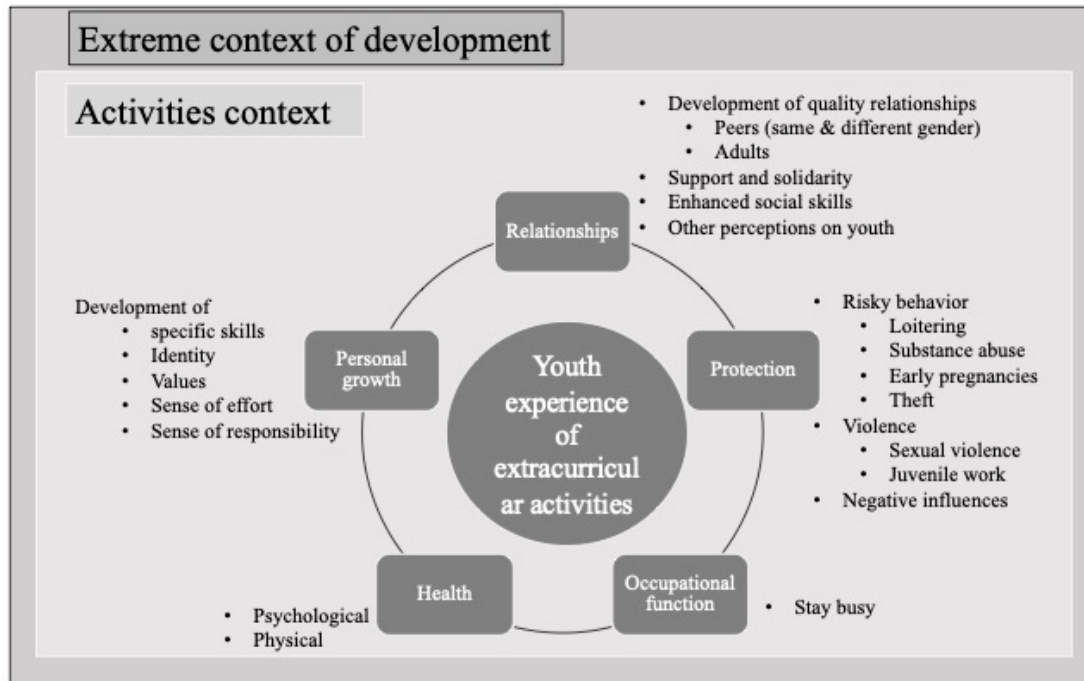 Extreme context of development
Activities context
• Development of quality relationships
• Peers (same & different gender)
• Adults
• Support and solidarity
• Enhanced social skills
• Other perceptions on youth
Relationships
Development of
• specific skills
• Identity
• Values
• Sense of effort
• Sense of responsibility
Personal
growth
Youth
experience
of
extracurricul
ar activities
Protection
• Risky behavior
• Loitering
• Substance abuse
• Early pregnancies
• Theft
• Violence
• Sexual violence
• Juvenile work
• Negative influences
Health
• Psychological
• Physical
Occupational
function
• Stay busy